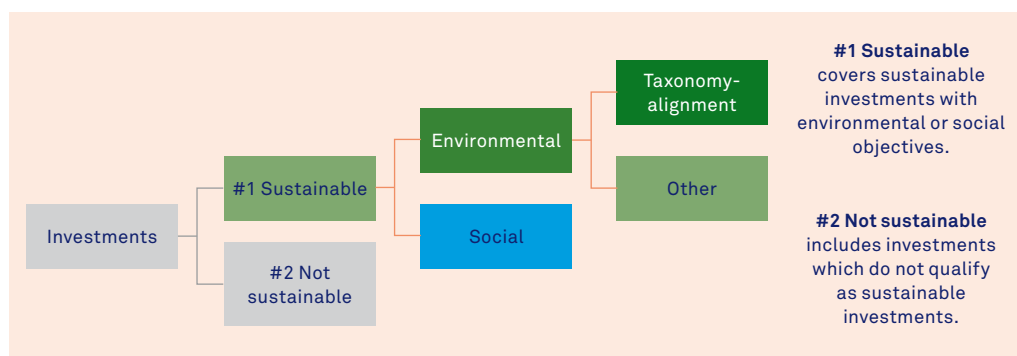 Investments
#1 Sustainable
#2 Not
sustainable
Environmental
Social
Taxonomy-
alignment
Other
#1 Sustainable
covers sustainable
investments with
environmental or social
objectives.
#2 Not sustainable
includes investments
which do not qualify
as sustainable
investments.